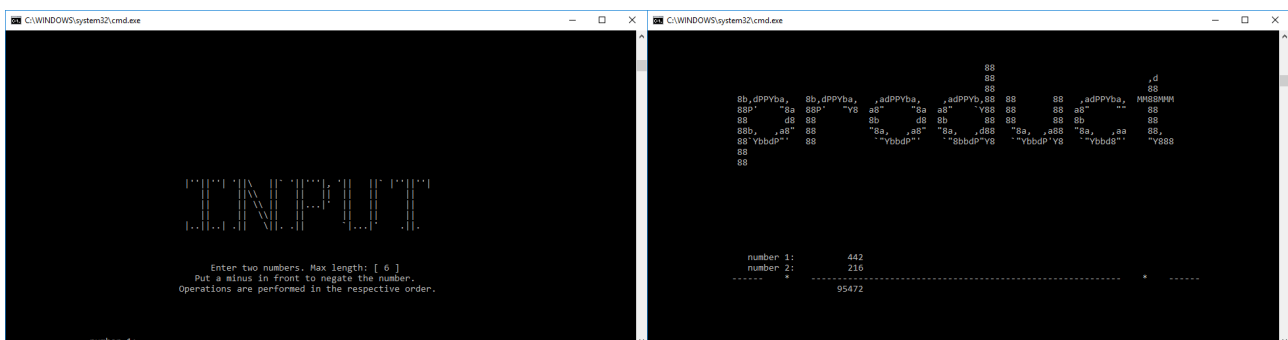 C:\WINDOWS\system32\cmd.exe
INPUT
Enter two numbers. Max length: [ 6 ]
Put a minus in front to negate the number.
Operations are performed in the respective order.
C:\WINDOWS\system32\cmd.exe
product
number 1: 442
number 2: 216
------ * -------------------------------------------------------------- * ------
95472